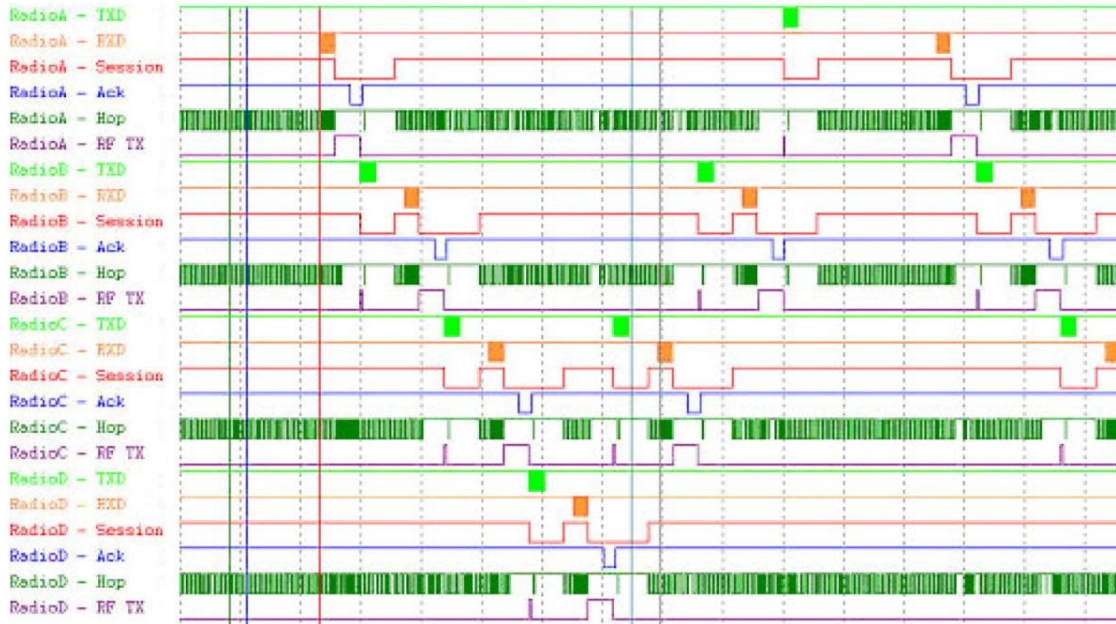 RadioA - TXD
RadioA - RXD
RadioA - Session
RadioA - Ack
RadioA - Hop
RadioA - RF TX
RadioB - TXD
RadioB - RXD
RadioB - Session
RadioB - Ack
RadioB - Hop
RadioB - RF TX
RadioC - TXD
RadioC - RXD
RadioC - Session
RadioC - Ack
RadioC - Hop
RadioC - RF TX
RadioD - TXD
RadioD - RXD
RadioD - Session
RadioD - Ack
RadioD - Hop
RadioD - RF TX